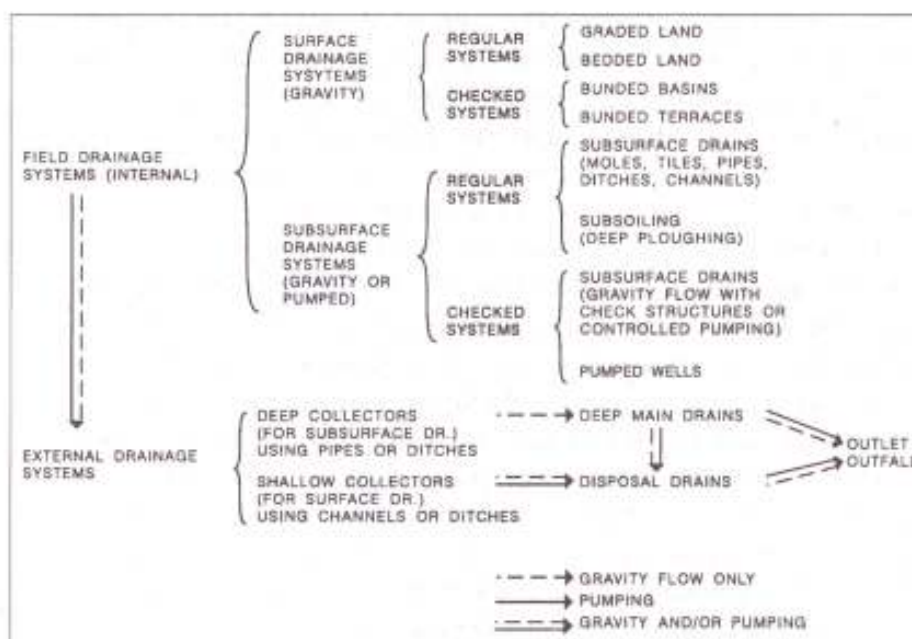 SURFACE
DRAINAGE
SYSYTEMS
(GRAVITY)
REGULAR
SYSTEMS
GRADED LAND
BEDDED LAND
CHECKED
SYSTEMS
BUNDED BASINS
BUNDED TERRACES
FIELD DRAINAGE
SYSTEMS (INTERNAL)
SUBSURFACE
DRAINAGE
SYSTEMS
(GRAVITY OR
PUMPED)
REGULAR
SYSTEMS
SUBSURFACE DRAINS
(MOLES, TILES, PIPES,
DITCHES, CHANNELS)
SUBSOILING
(DEEP PLOUGHING)
CHECKED
SYSTEMS
SUBSURFACE DRAINS
(GRAVITY FLOW WITH
CHECK STRUCTURES OR
CONTROLLED PUMPING)
PUMPED WELLS
EXTERNAL DRAINAGE
SYSTEMS
DEEP COLLECTORS
(FOR SUBSURFACE DR.)
USING PIPES OR DITCHES
DEEP MAIN DRAINS
SHALLOW COLLECTORS
(FOR SURFACE DR.)
USING CHANNELS OR DITCHES
DISPOSAL DRAINS
OUTLET
OUTFALL
GRAVITY FLOW ONLY
PUMPING
GRAVITY AND/OR PUMPING